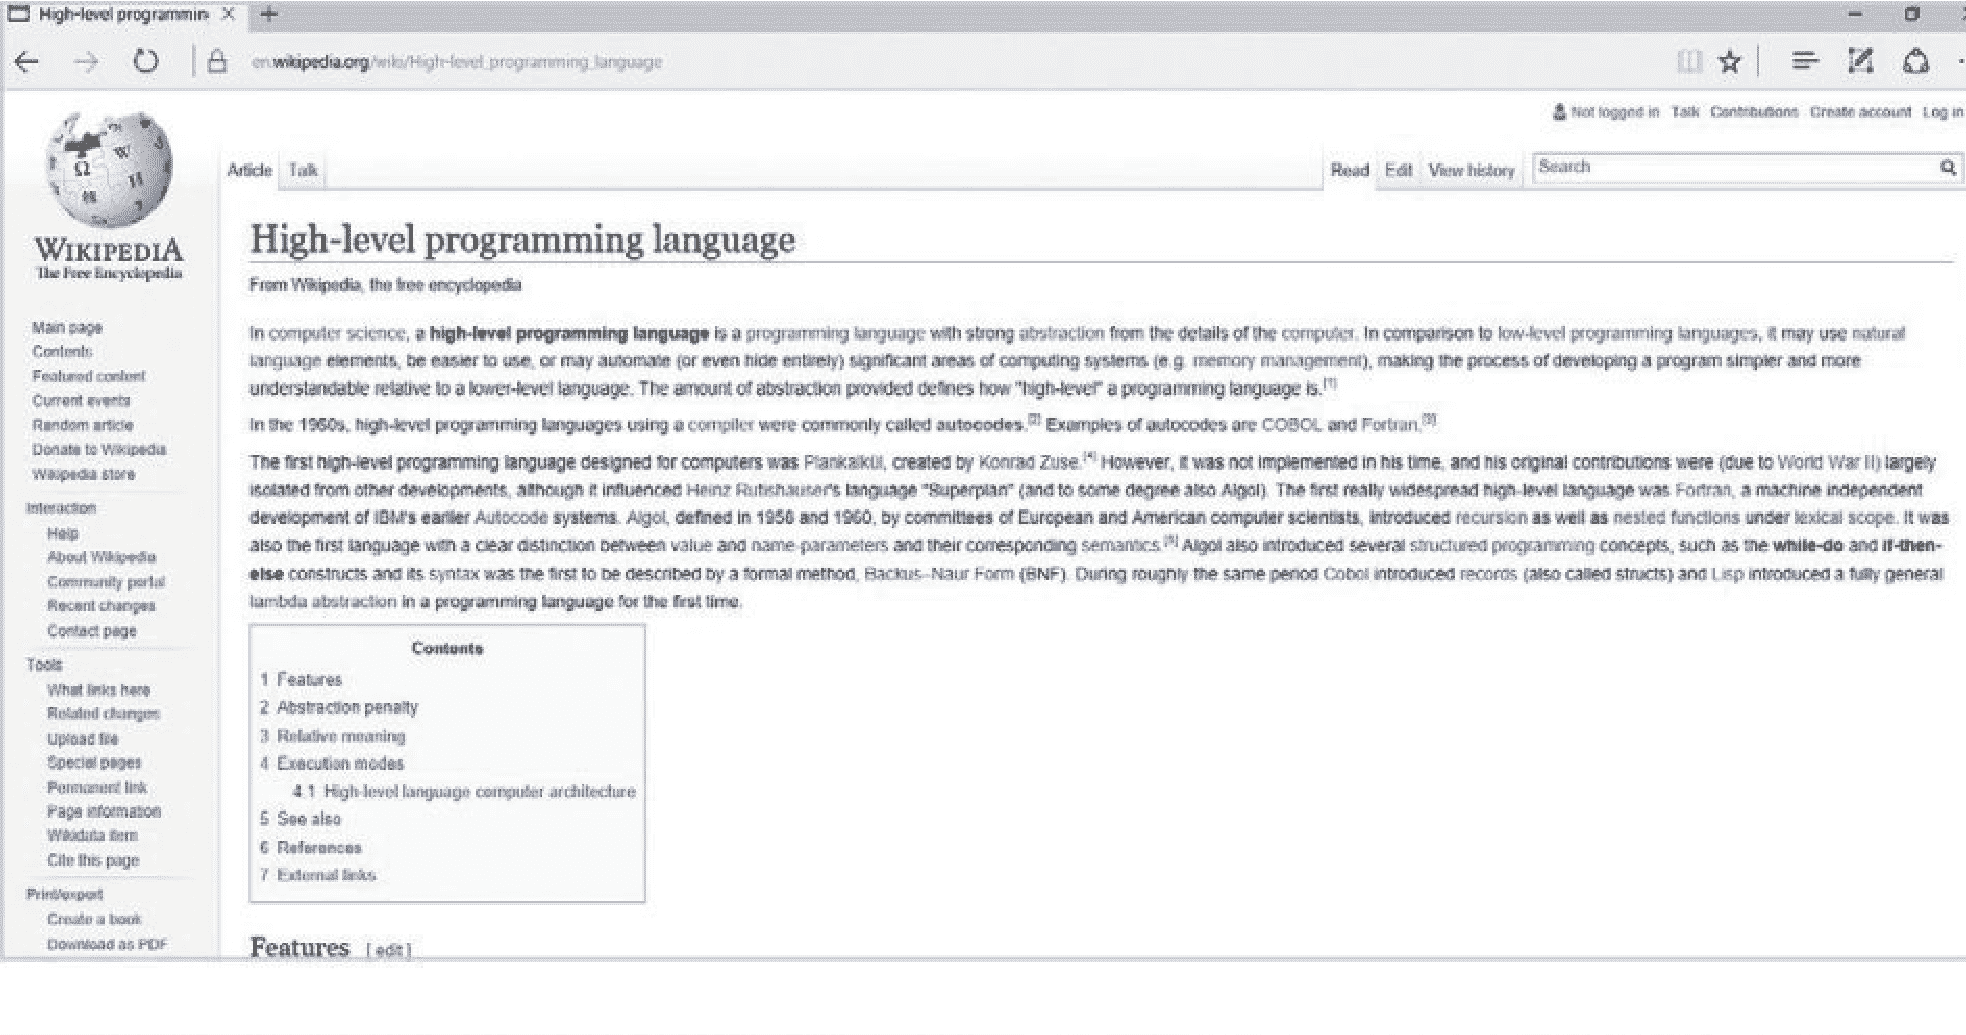 High-level programmin
en.wikipedia.org/wiki/High-level_programming_language
Not logged in Talk Contributions Create account Log in
Article Talk
Read Edit View history Search
WIKIPEDIA
The Free Encyclopedia
Main page
Contents
Featured content
Current events
Random article
Donate to Wikipedia
Wikipedia store
Interaction
Help
About Wikipedia
Community portal
Recent changes
Contact page
Tools
What links here
Related changes
Upload file
Special pages
Permanent link
Page information
Wikidata item
Cite this page
Print/export
Create a book
Download as PDF
High-level programming language
From Wikipedia, the free encyclopedia
In computer science, a high-level programming language is a programming language with strong abstraction from the details of the computer. In comparison to low-level programming languages, it may use natural
language elements, be easier to use, or may automate (or even hide entirely) significant areas of computing systems (e.g. memory management), making the process of developing a program simpler and more
understandable relative to a lower-level language. The amount of abstraction provided defines how "high-level" a programming language is.[1]
In the 1960s, high-level programming languages using a compiler were commonly called autocodes.[2] Examples of autocodes are COBOL and Fortran.[3]
The first high-level programming language designed for computers was Plankalkül, created by Konrad Zuse.[4] However, it was not implemented in his time, and his original contributions were (due to World War II) largely
isolated from other developments, although it influenced Heinz Rutishauser's language "Superplan" (and to some degree also Algol). The first really widespread high-level language was Fortran, a machine independent
development of IBM's earlier Autocode systems. Algol, defined in 1958 and 1960, by committees of European and American computer scientists, introduced recursion as well as nested functions under lexical scope. It was
also the first language with a clear distinction between value and name-parameters and their corresponding semantics.[5] Algol also introduced several structured programming concepts, such as the while-do and if-then-
else constructs and its syntax was the first to be described by a formal method, Backus–Naur Form (BNF). During roughly the same period Cobol introduced records (also called structs) and Lisp introduced a fully general
lambda abstraction in a programming language for the first time.
Contents
1 Features
2 Abstraction penalty
3 Relative meaning
4 Execution modes
4.1 High-level language computer architecture
5 See also
6 References
7 External links
Features [edit]